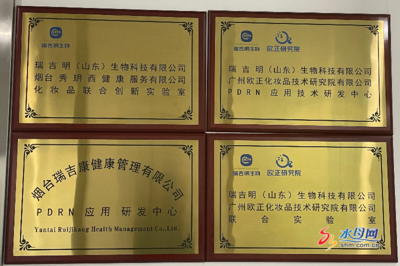 瑞吉明生物
瑞吉明（山东）生物科技有限公司
烟台秀玥西健康服务有限公司
化妆品联合创新实验室
瑞吉明生物 欧正研究院
瑞吉明（山东）生物科技有限公司
广州欧正化妆品技术研究院有限公司
PDRN 应用技术研发中心
烟台瑞吉康健康管理有限公司
PDRN 应用研发中心
Yantai Ruijikang Health Management Co.,Ltd.
瑞吉明生物 欧正研究院
瑞吉明（山东）生物科技有限公司
广州欧正化妆品技术研究院有限公司
联合实验室
水母网
shm.com.cn